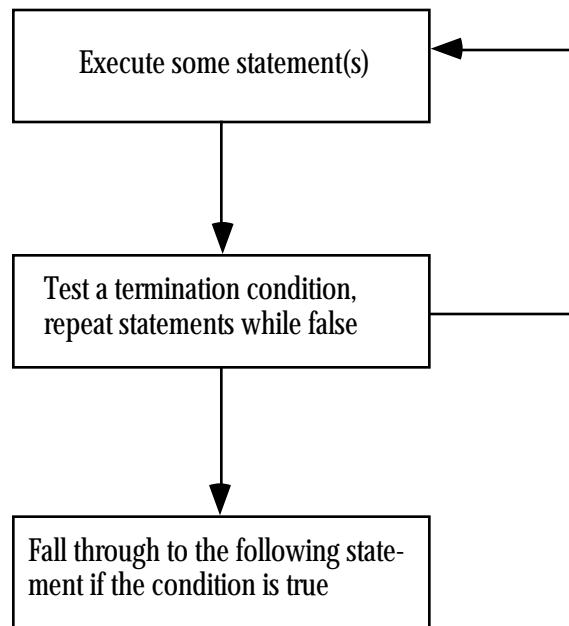 Execute some statement(s)
Test a termination condition,
repeat statements while false
Fall through to the following state-
ment if the condition is true